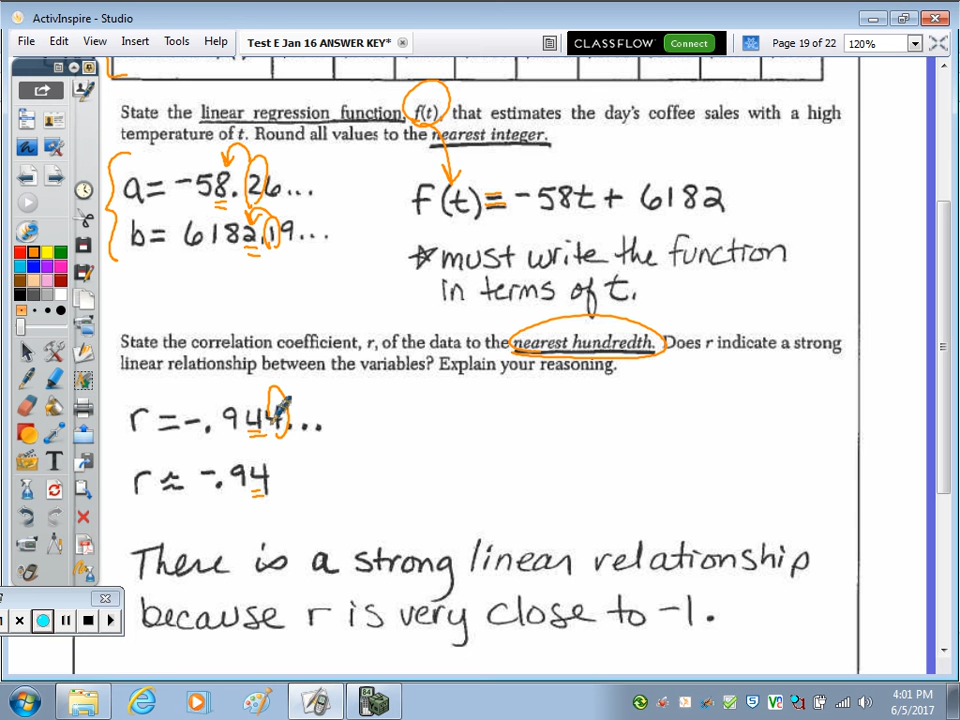 ActivInspire - Studio
File Edit View Insert Tools Help Test E Jan 16 ANSWER KEY* CLASSFLOW Connect Page 19 of 22 120%
State the linear regression function, f(t), that estimates the day's coffee sales with a high
temperature of t. Round all values to the nearest integer.
a = -58.26...
f(t) = -58t + 6182
b = 6182.19...
*must write the function
in terms of t.
State the correlation coefficient, r, of the data to the nearest hundredth. Does r indicate a strong
linear relationship between the variables? Explain your reasoning.
r = -.944...
r ≈ -.94
There is a strong linear relationship
because r is very close to -1.
4:01 PM
6/5/2017